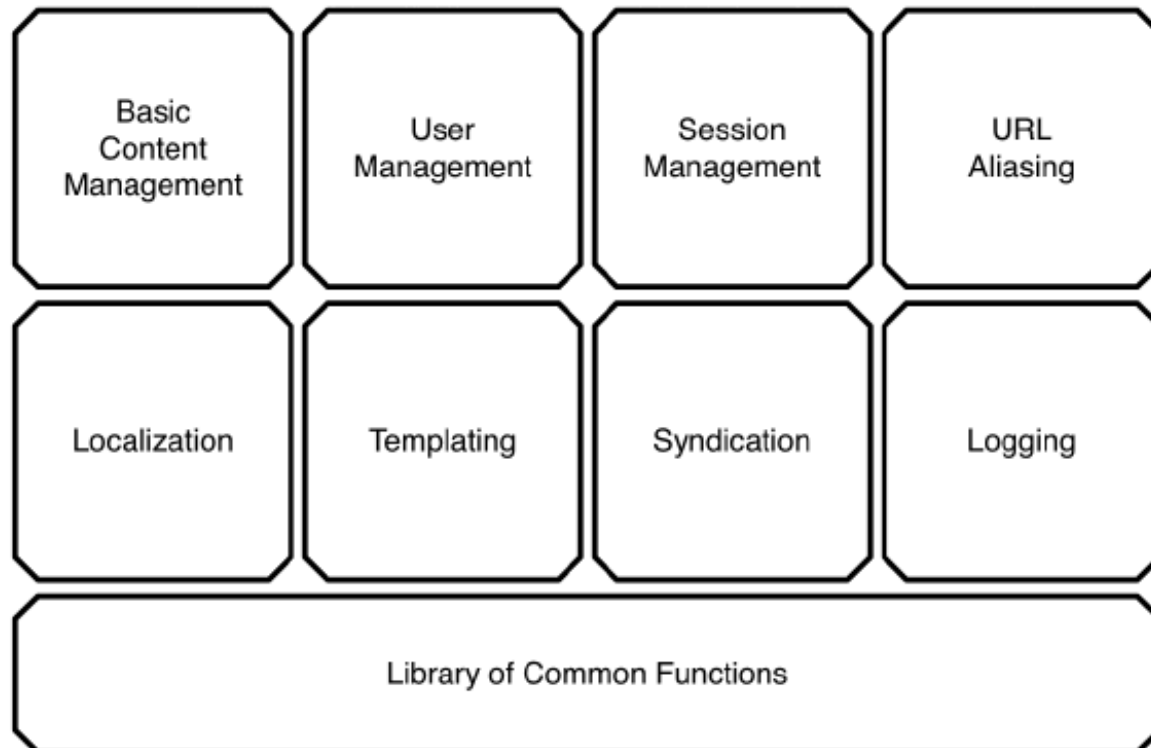 Basic
Content
Management
User
Management
Session
Management
URL
Aliasing
Localization
Templating
Syndication
Logging
Library of Common Functions